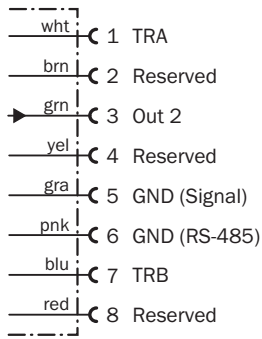 wht 1 TRA
brn 2 Reserved
grn 3 Out 2
yel 4 Reserved
gra 5 GND (Signal)
pnk 6 GND (RS-485)
blu 7 TRB
red 8 Reserved